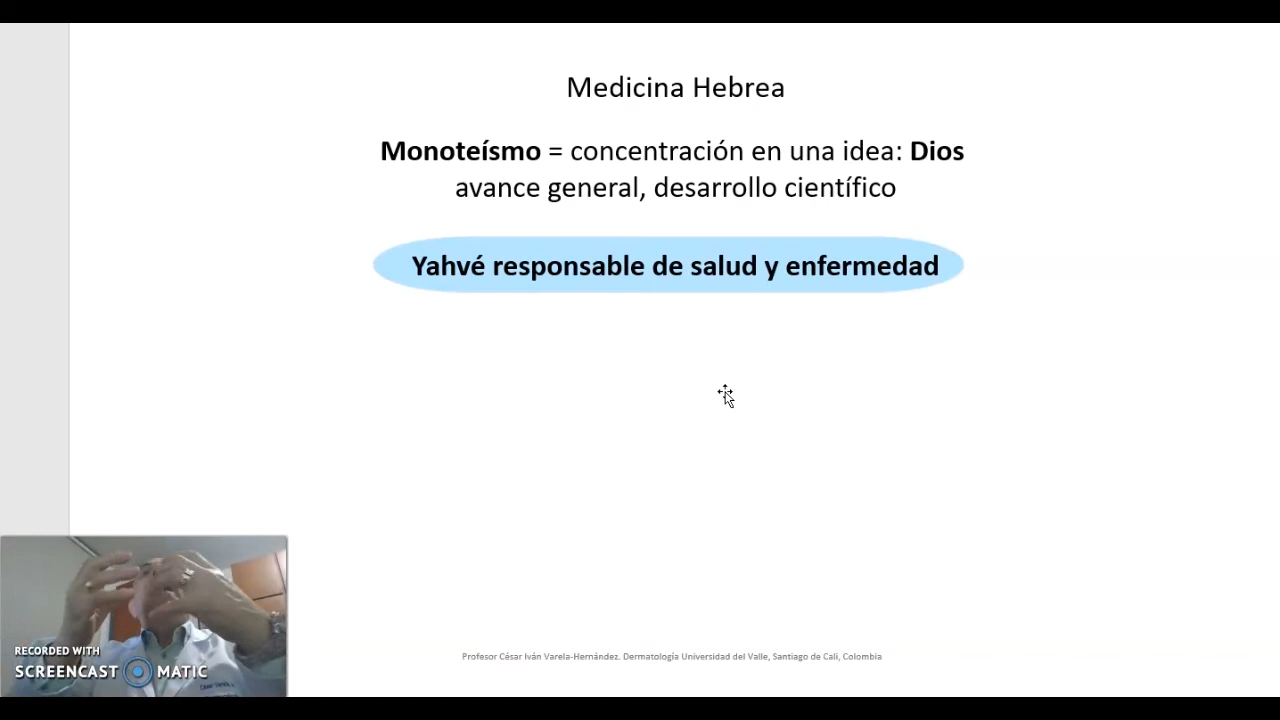 Medicina Hebrea
Monoteísmo = concentración en una idea: Dios
avance general, desarrollo científico
Yahvé responsable de salud y enfermedad
RECORDED WITH
SCREENCAST MATIC
Profesor César Iván Varela-Hernández. Dermatología Universidad del Valle, Santiago de Cali, Colombia